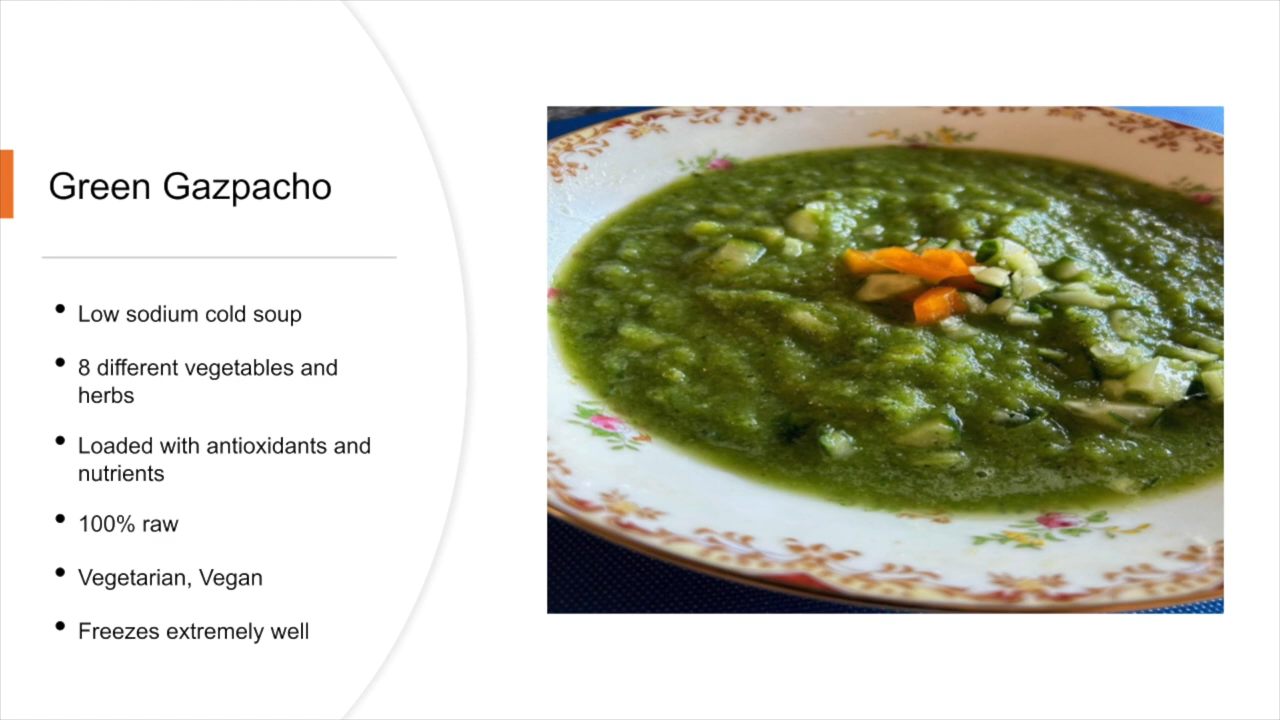 Green Gazpacho
• Low sodium cold soup
• 8 different vegetables and
herbs
• Loaded with antioxidants and
nutrients
• 100% raw
• Vegetarian, Vegan
• Freezes extremely well